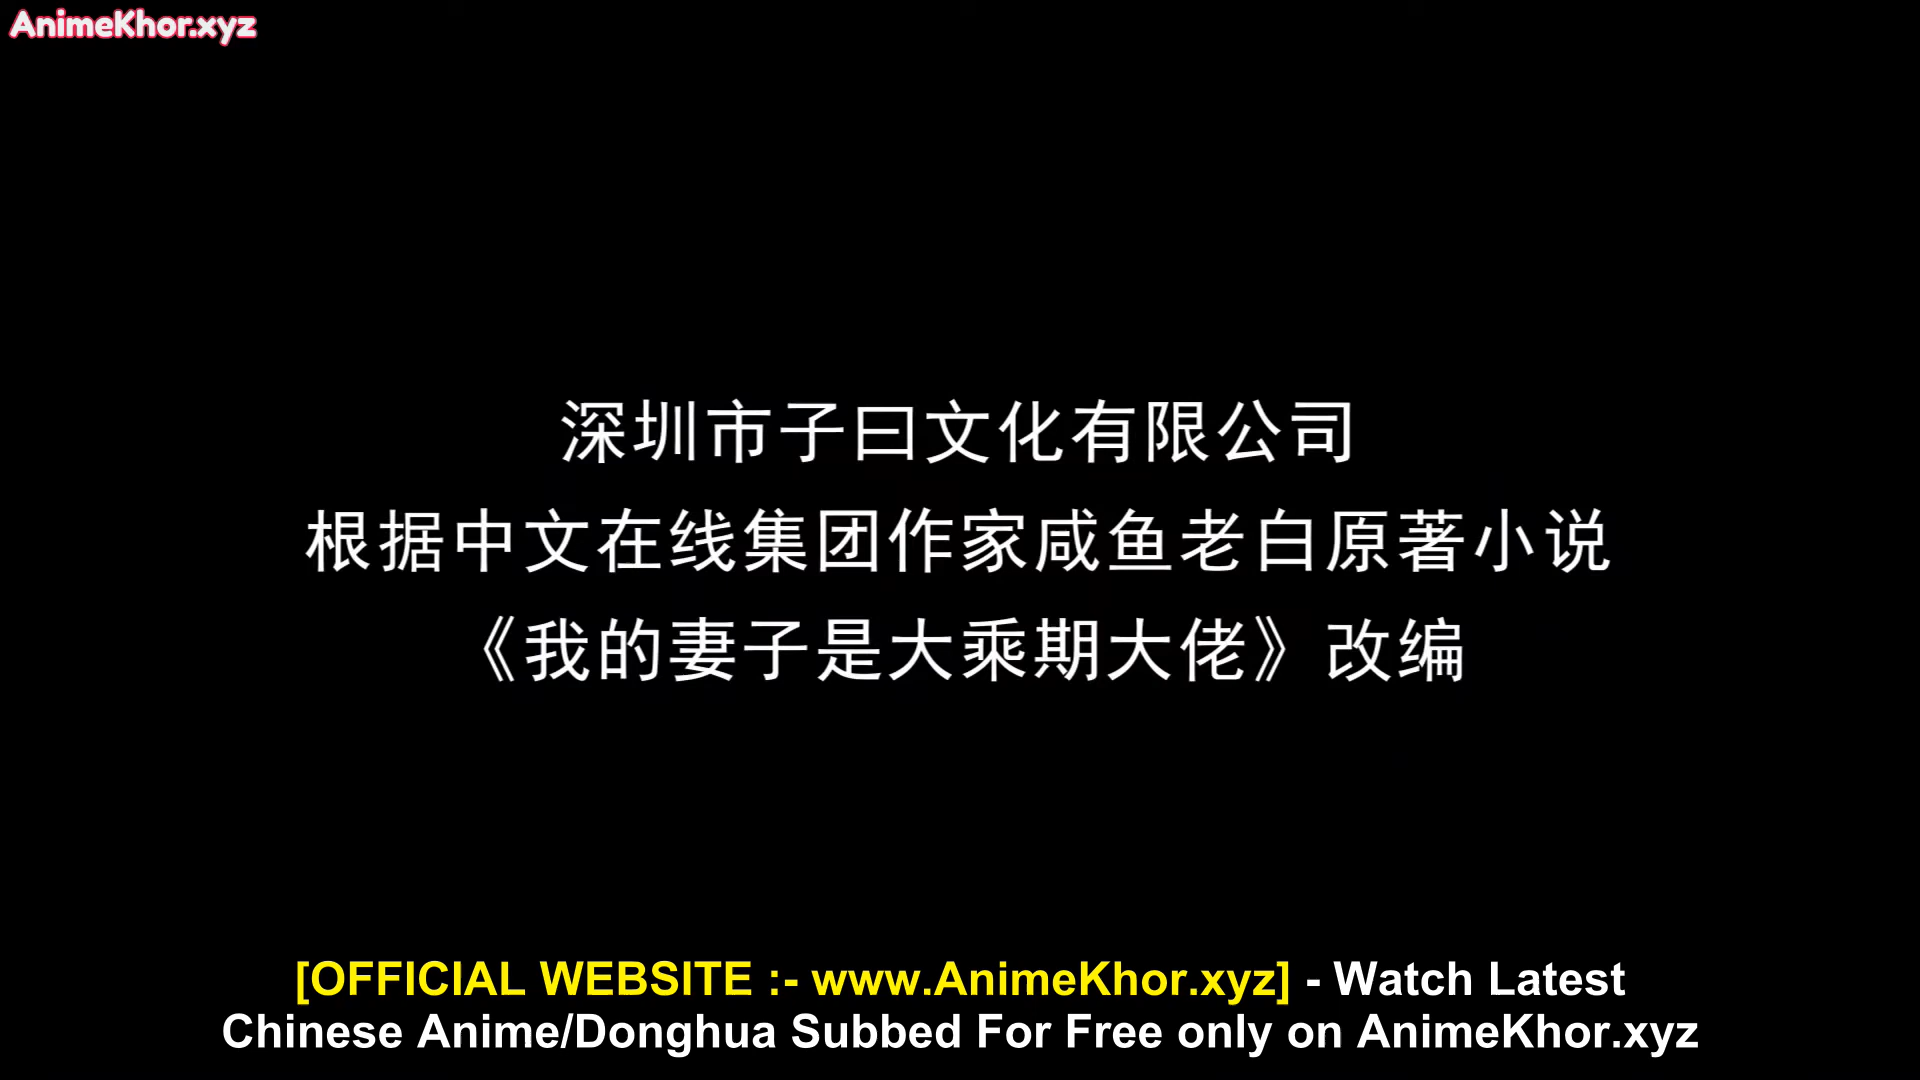 AnimeKhor.xyz
深圳市子曰文化有限公司
根据中文在线集团作家咸鱼老白原著小说
《我的妻子是大乘期大佬》改编
[OFFICIAL WEBSITE :- www.AnimeKhor.xyz] - Watch Latest
Chinese Anime/Donghua Subbed For Free only on AnimeKhor.xyz